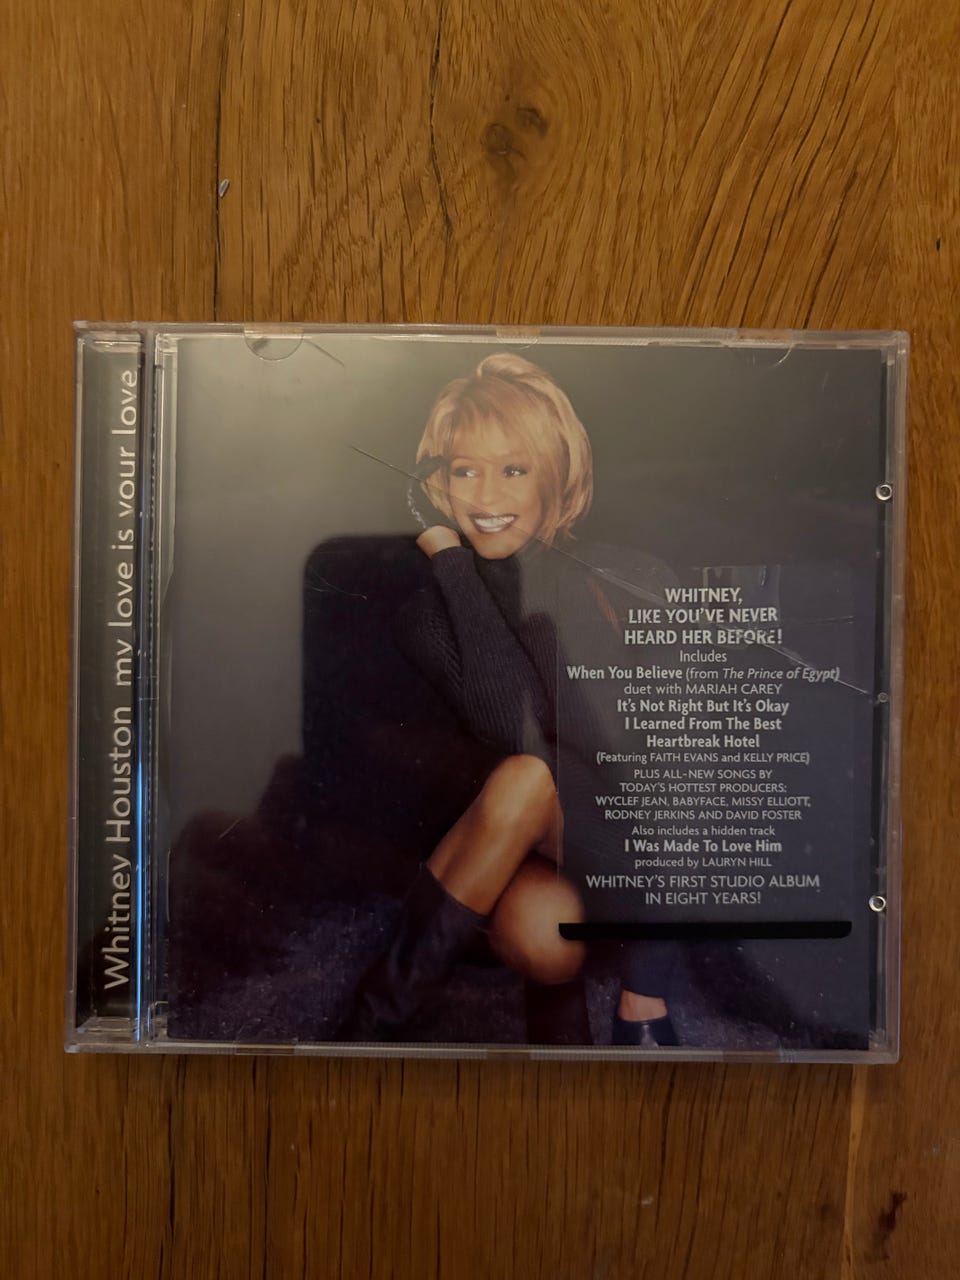 Whitney Houston my love is your love
WHITNEY,
LIKE YOU'VE NEVER
HEARD HER BEFORE!
Includes
When You Believe (from The Prince of Egypt)
duet with MARIAH CAREY
It's Not Right But It's Okay
I Learned From The Best
Heartbreak Hotel
(Featuring FAITH EVANS and KELLY PRICE)
PLUS ALL-NEW SONGS BY
TODAY'S HOTTEST PRODUCERS:
WYCLEF JEAN, BABYFACE, MISSY ELLIOTT,
RODNEY JERKINS AND DAVID FOSTER
Also includes a hidden track
I Was Made To Love Him
produced by LAURYN HILL
WHITNEY'S FIRST STUDIO ALBUM
IN EIGHT YEARS!